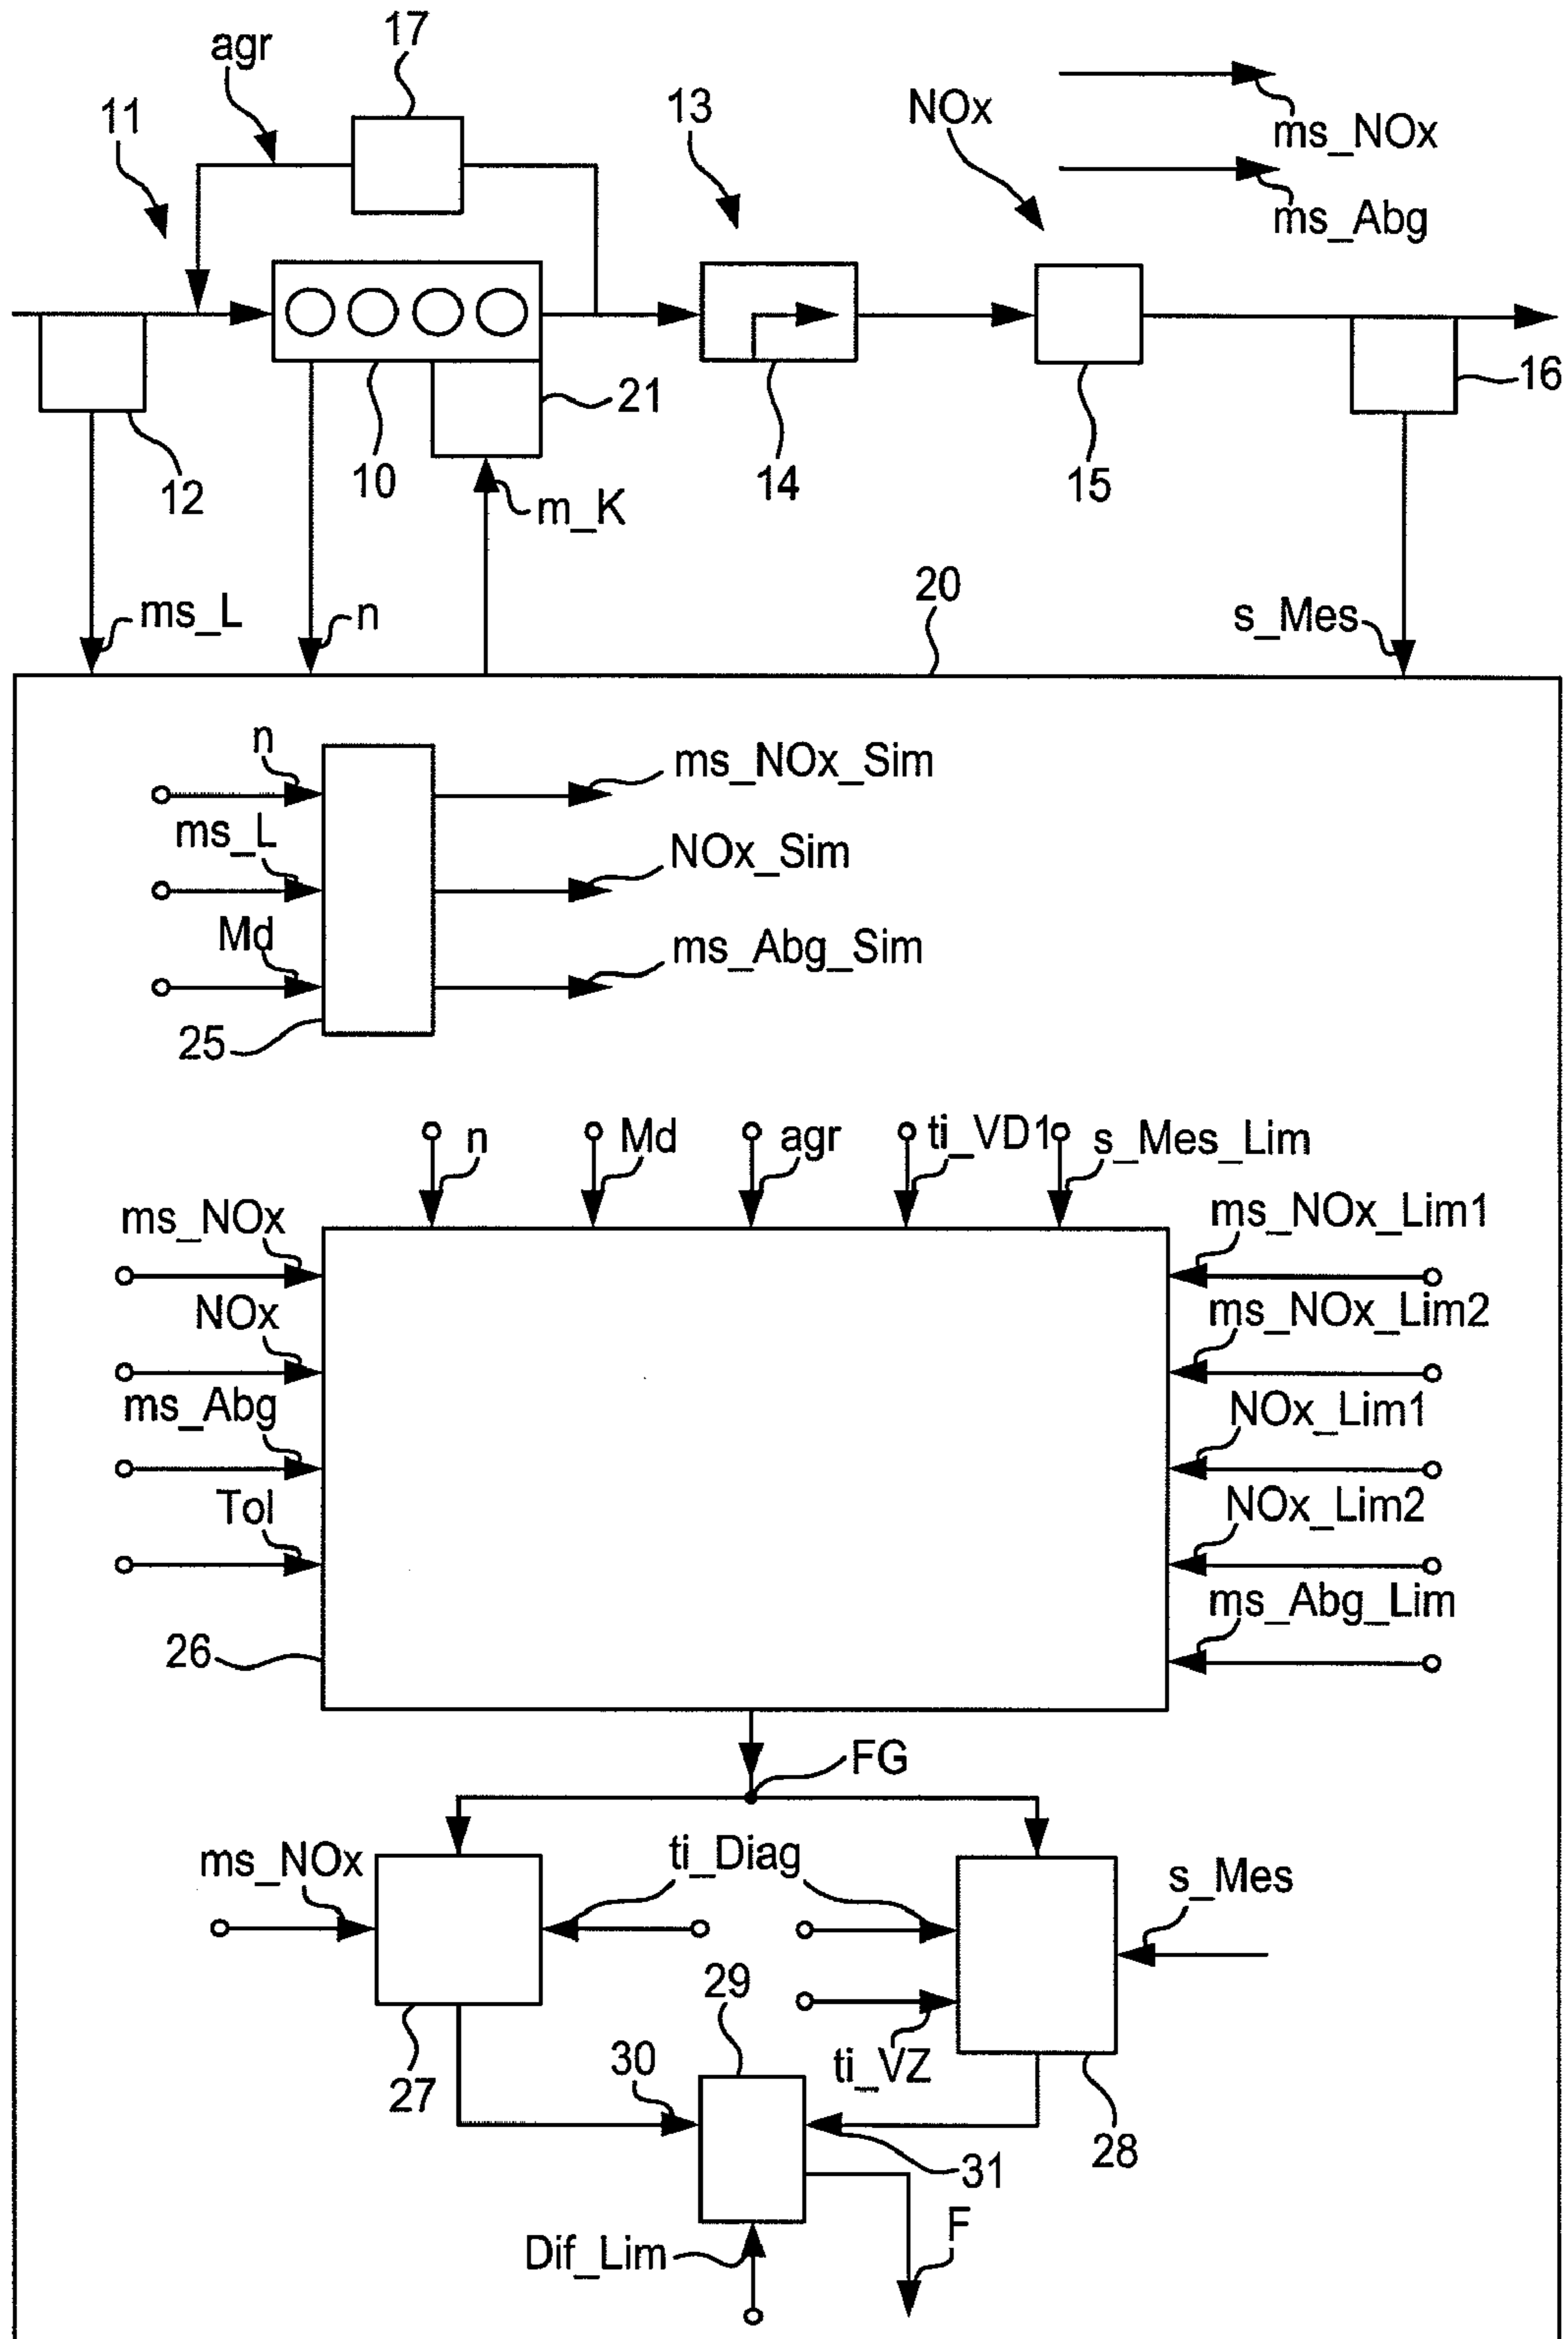 17
agr
11
13
NOx
ms_NOx
ms_Abg
16
21
10
14
15
12
m_K
20
ms_L
n
s_Mes
n
ms_NOx_Sim
ms_L
NOx_Sim
Md
ms_Abg_Sim
25
n
Md
agr
ti_VD1
s_Mes_Lim
ms_NOx
ms_NOx_Lim1
NOx
ms_NOx_Lim2
ms_Abg
NOx_Lim1
Tol
NOx_Lim2
ms_Abg_Lim
26
FG
ms_NOx
ti_Diag
s_Mes
29
ti_VZ
27
30
28
31
Dif_Lim
F